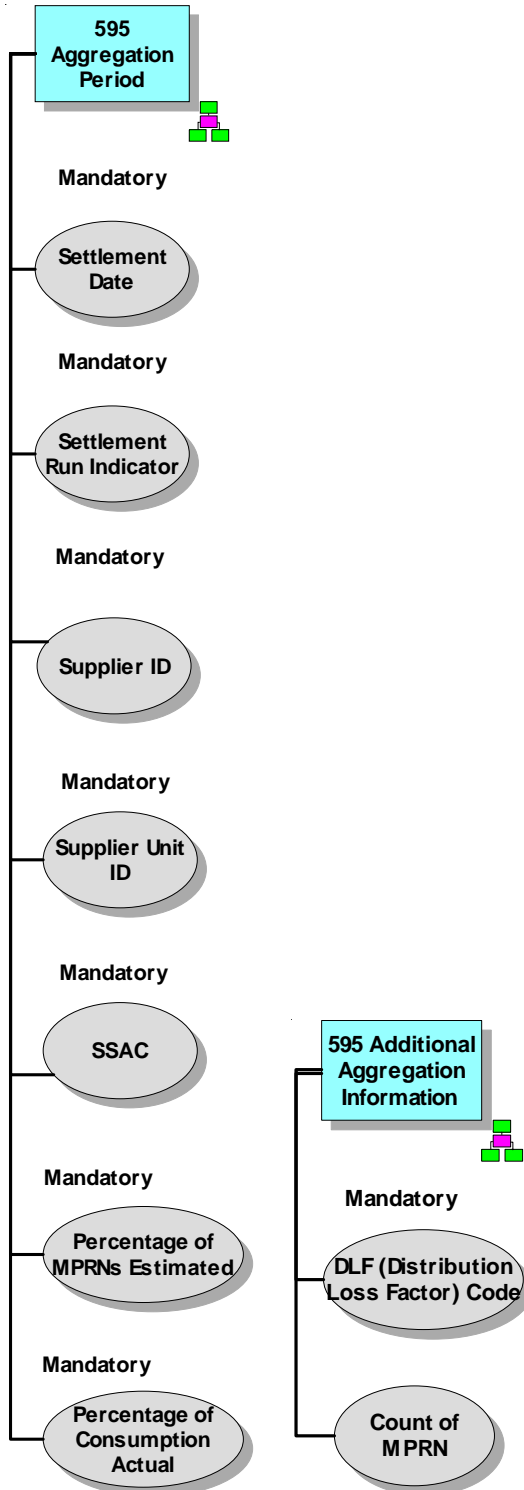 595
Aggregation
Period
Mandatory
Settlement
Date
Mandatory
Settlement
Run Indicator
Mandatory
Supplier ID
Mandatory
Supplier Unit
ID
Mandatory
SSAC
Mandatory
Percentage of
MPRNs Estimated
Mandatory
Percentage of
Consumption
Actual
595 Additional
Aggregation
Information
Mandatory
DLF (Distribution
Loss Factor) Code
Count of
MPRN